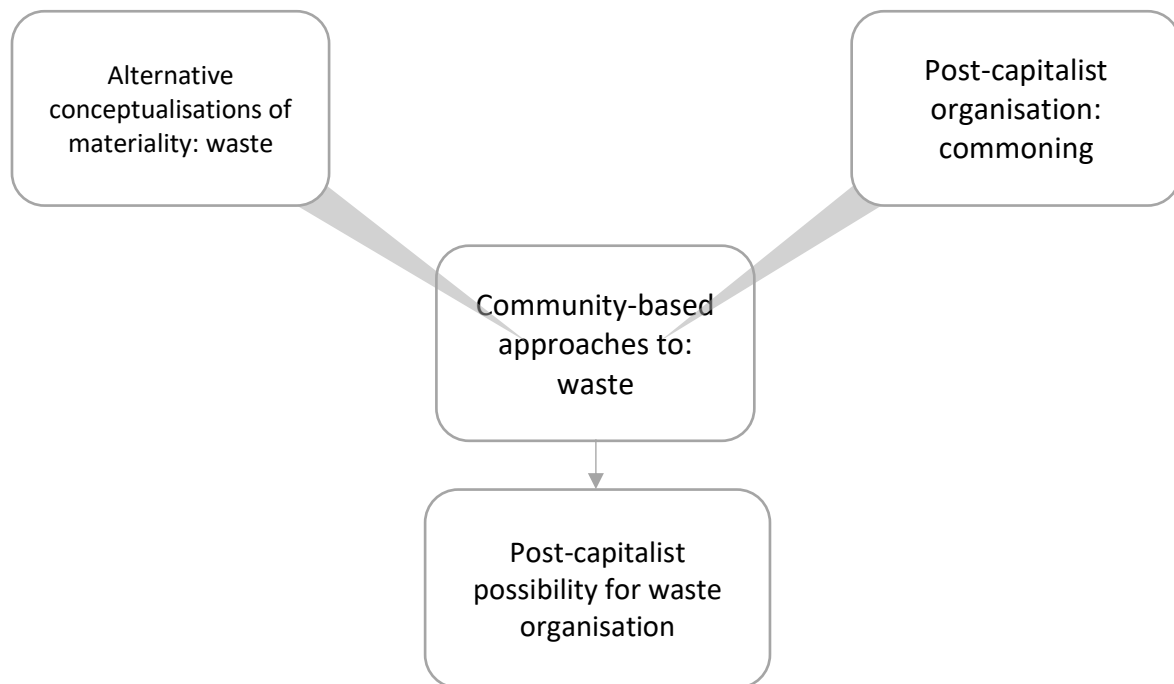 Alternative
conceptualisations of
materiality: waste
Post-capitalist
organisation:
commoning
Community-based
approaches to:
waste
Post-capitalist
possibility for waste
organisation